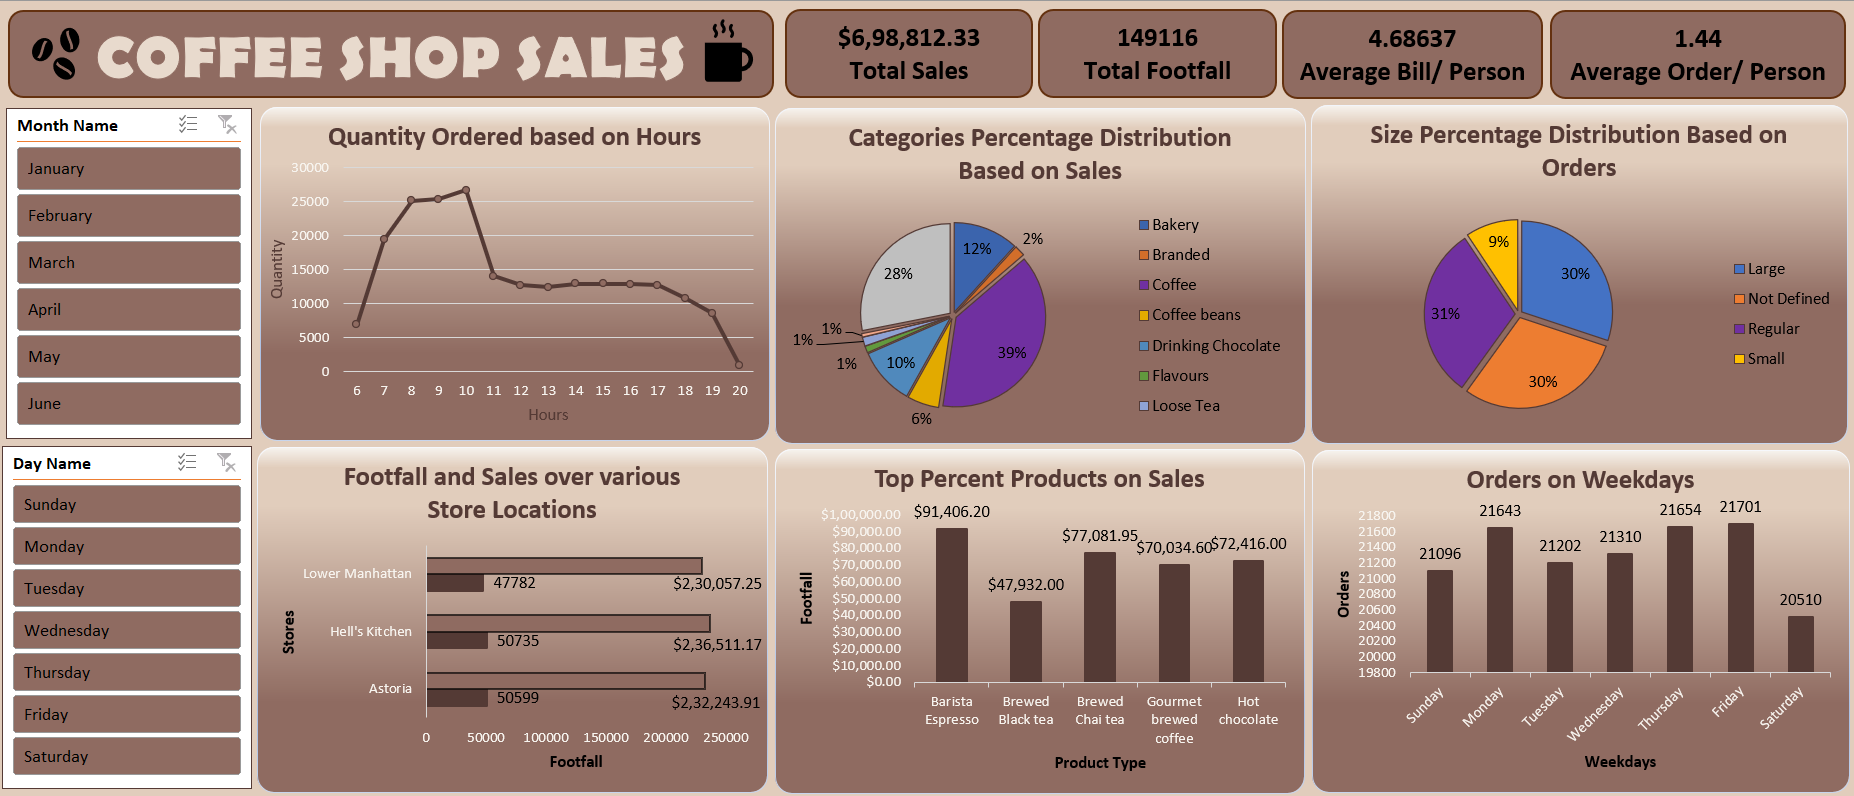 COFFEE SHOP SALES
$6,98,812.33
Total Sales
149116
Total Footfall
4.68637
Average Bill/ Person
1.44
Average Order/ Person
Month Name
January
February
March
April
May
June
Day Name
Sunday
Monday
Tuesday
Wednesday
Thursday
Friday
Saturday
Quantity Ordered based on Hours
30000
25000
20000
15000
10000
5000
0
Quantity
6 7 8 9 10 11 12 13 14 15 16 17 18 19 20
Hours
Categories Percentage Distribution
Based on Sales
12%
2%
39%
6%
10%
1%
1%
1%
28%
Bakery
Branded
Coffee
Coffee beans
Drinking Chocolate
Flavours
Loose Tea
Size Percentage Distribution Based on
Orders
30%
30%
31%
9%
Large
Not Defined
Regular
Small
Footfall and Sales over various
Store Locations
Stores
Lower Manhattan
47782
$2,30,057.25
Hell's Kitchen
50735
$2,36,511.17
Astoria
50599
$2,32,243.91
0 50000 100000 150000 200000 250000
Footfall
Top Percent Products on Sales
Footfall
$1,00,000.00
$90,000.00
$80,000.00
$70,000.00
$60,000.00
$50,000.00
$40,000.00
$30,000.00
$20,000.00
$10,000.00
$0.00
$91,406.20
$47,932.00
$77,081.95
$70,034.60
$72,416.00
Barista
Espresso
Brewed
Black tea
Brewed
Chai tea
Gourmet
brewed
coffee
Hot
chocolate
Product Type
Orders on Weekdays
Orders
21800
21600
21400
21200
21000
20800
20600
20400
20200
20000
19800
21096
21643
21202
21310
21654
21701
20510
Sunday
Monday
Tuesday
Wednesday
Thursday
Friday
Saturday
Weekdays